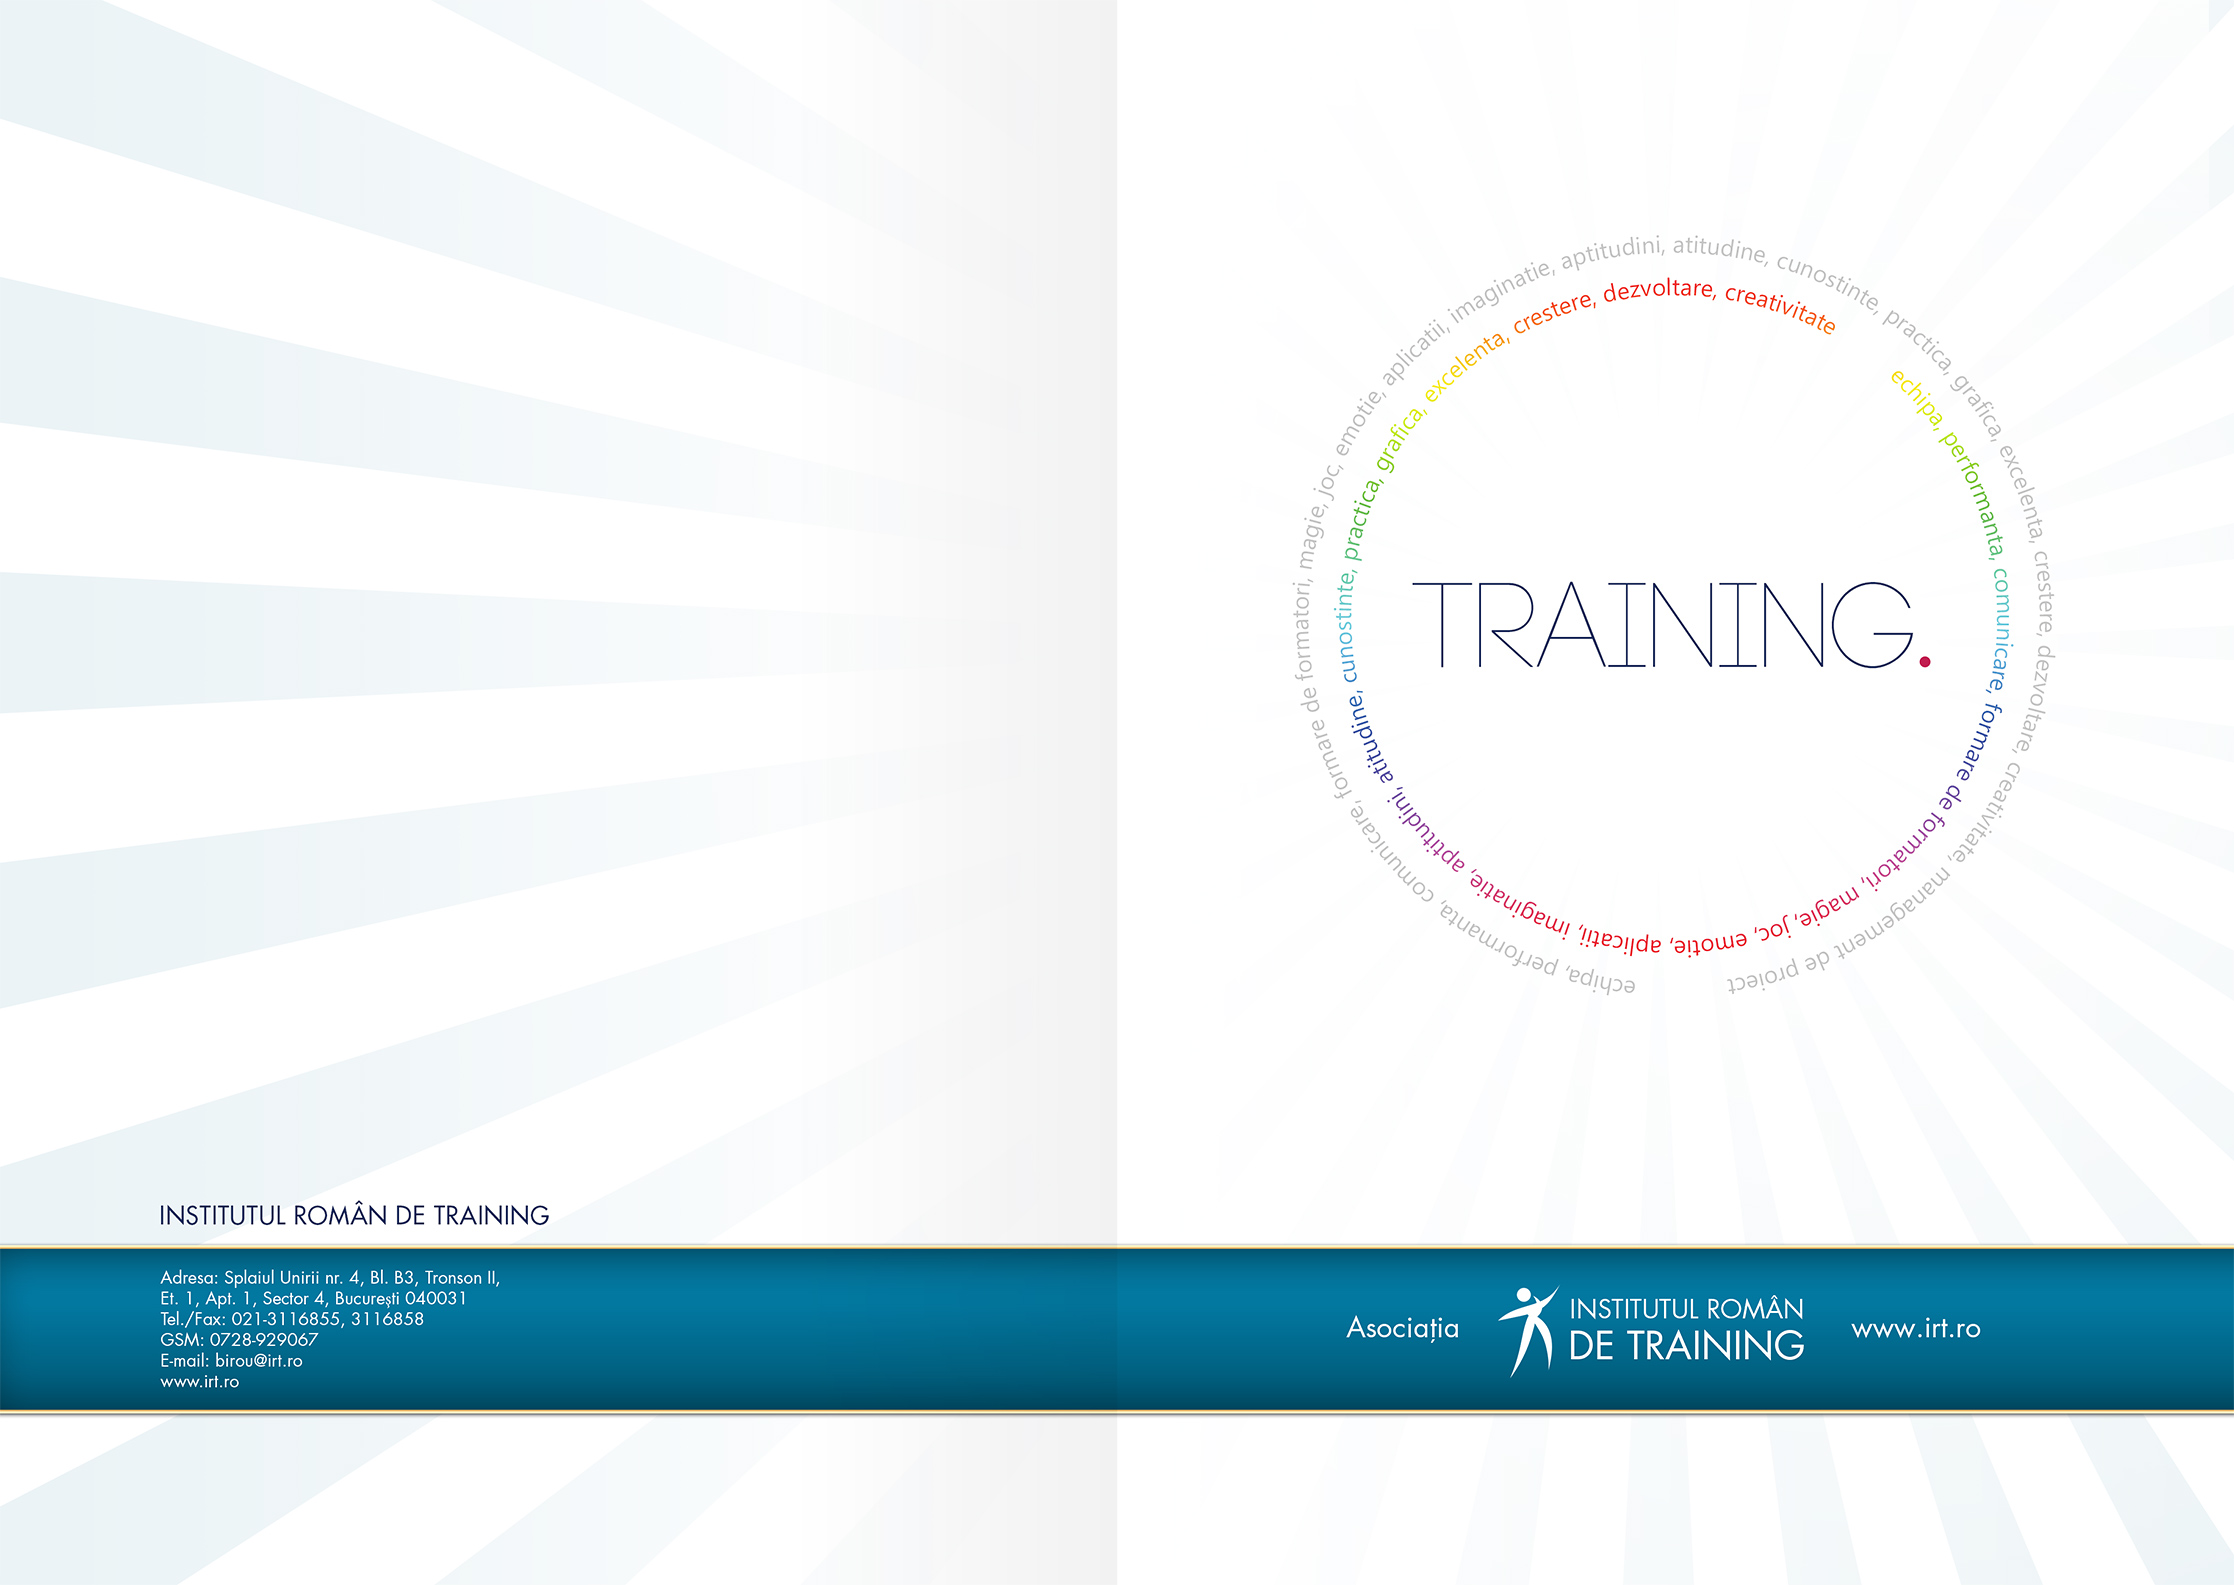 INSTITUTUL ROMÂN DE TRAINING
Adresa: Splaiul Unirii nr. 4, Bl. B3, Tronson II,
Et. 1, Apt. 1, Sector 4, București 040031
Tel./Fax: 021-3116855, 3116858
GSM: 0728-929067
E-mail: birou@irt.ro
www.irt.ro
echipa, performanta, comunicare, formare de formatori, magie, joc, emotie, aplicatii, imaginatie, aptitudini, atitudine, cunostinte, practica, grafica, excelenta, crestere, dezvoltare, creativitate, management de proiect
echipa, performanta, comunicare, formare de formatori, magie, joc, emotie, aplicatii, imaginatie, aptitudini, atitudine, cunostinte, practica, grafica, excelenta, crestere, dezvoltare, creativitate
TRAINING.
Asociația
INSTITUTUL ROMÂN
DE TRAINING
www.irt.ro